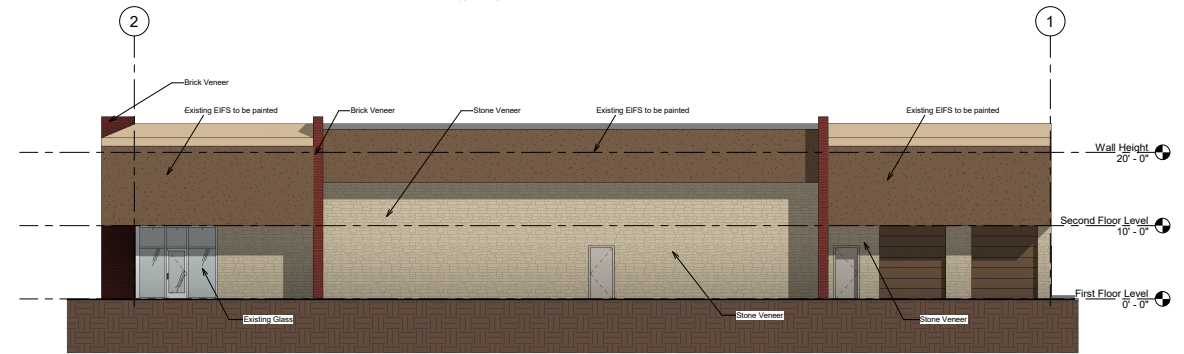 2
1
Brick Veneer
Existing EIFS to be painted
Brick Veneer
Stone Veneer
Existing EIFS to be painted
Existing EIFS to be painted
Wall Height
20' - 0"
Second Floor Level
10' - 0"
First Floor Level
0' - 0"
Existing Glass
Stone Veneer
Stone Veneer